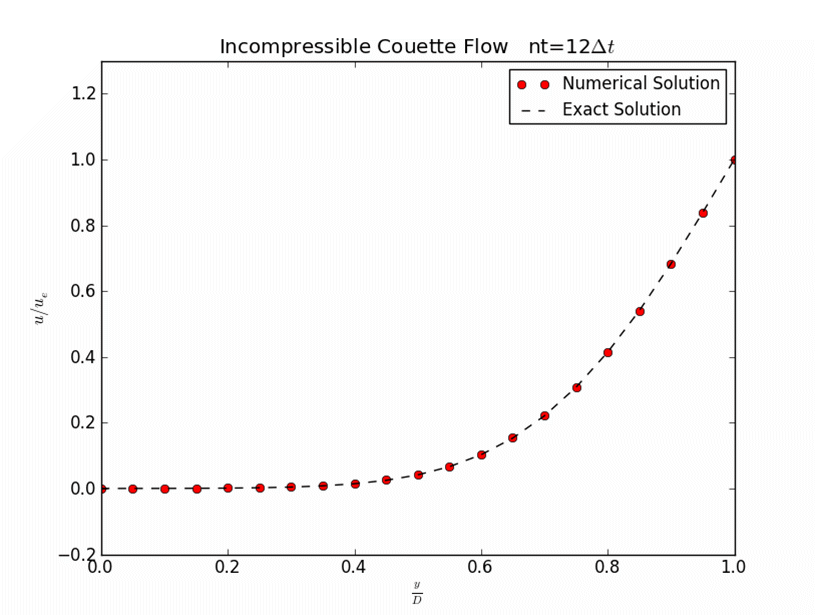 Incompressible Couette Flow nt=12Δt
Numerical Solution
Exact Solution
1.2
1.0
0.8
0.6
0.4
0.2
0.0
−0.2
u/u_e
0.0 0.2 0.4 0.6 0.8 1.0
y/D